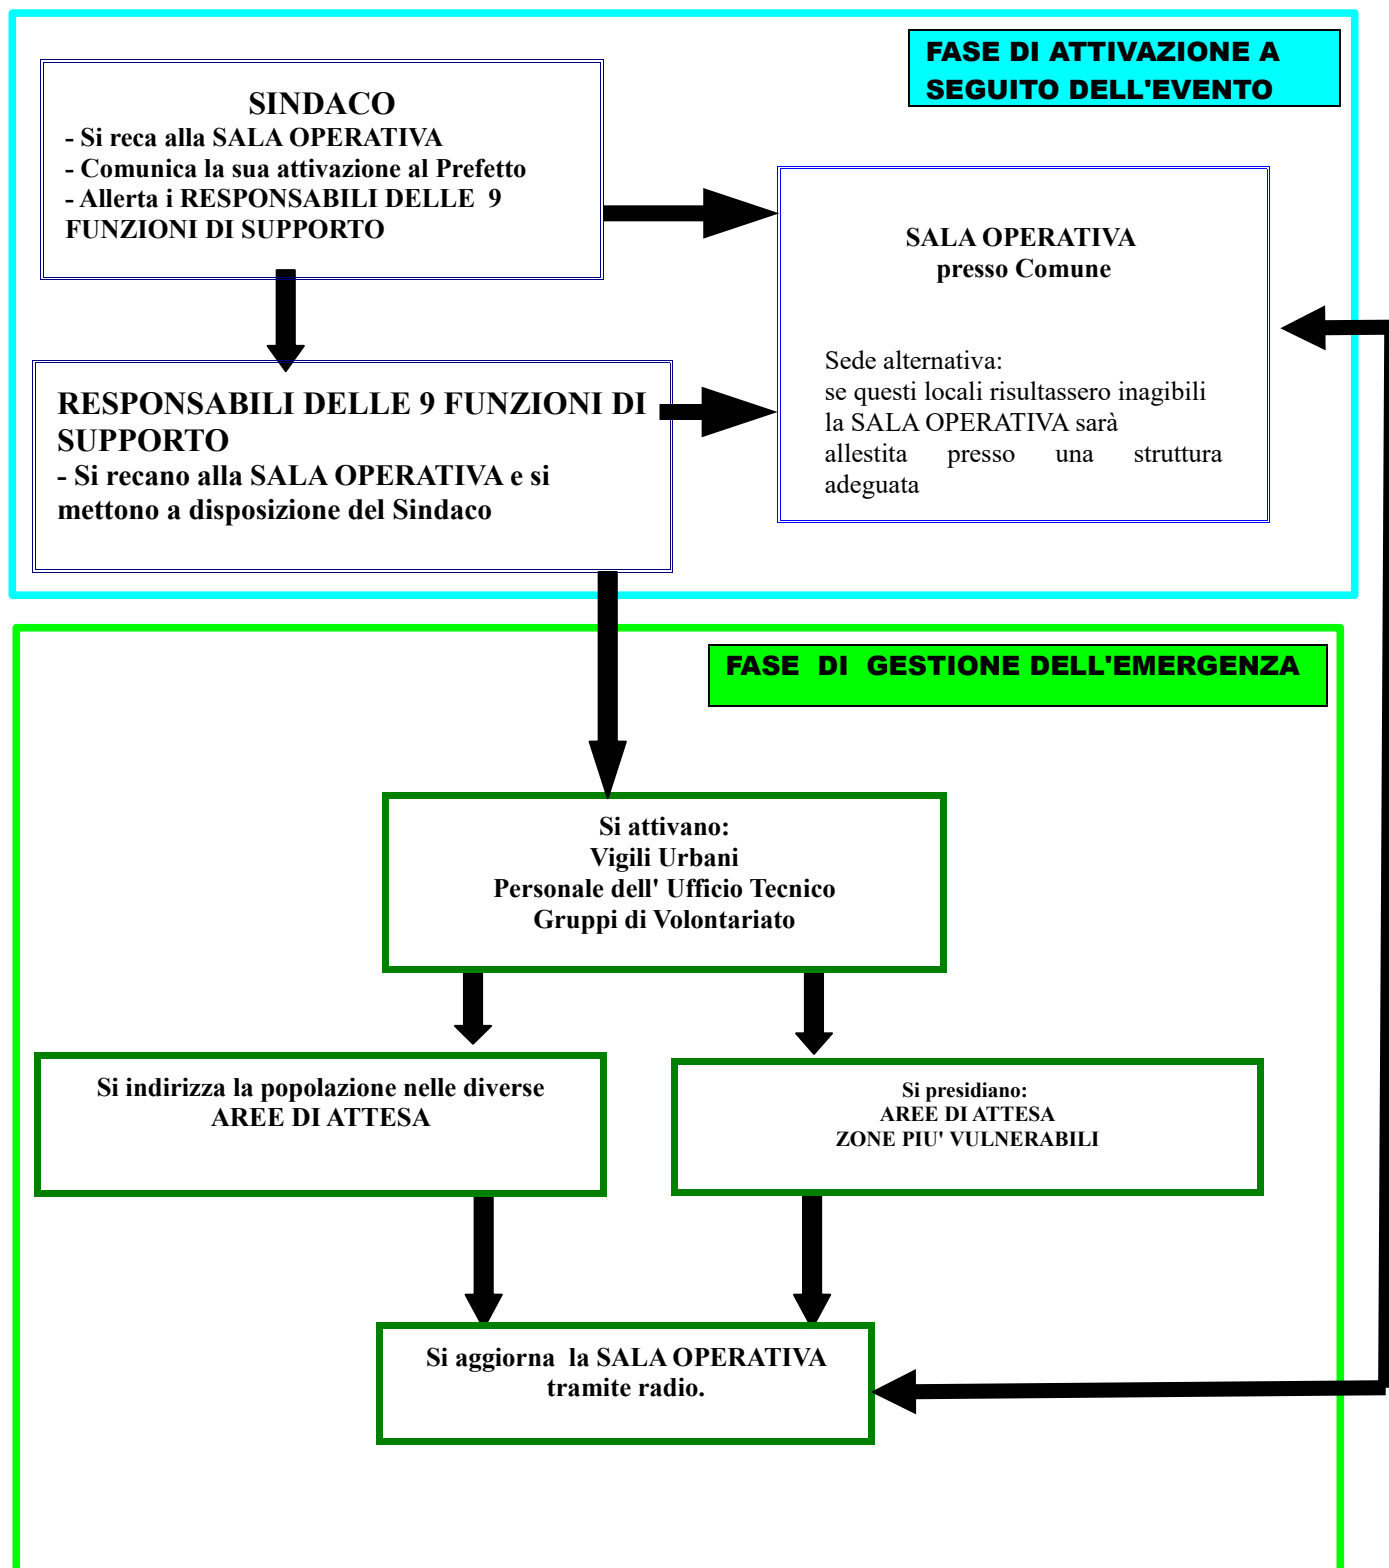 FASE DI ATTIVAZIONE A
SEGUITO DELL'EVENTO
SINDACO
- Si reca alla SALA OPERATIVA
- Comunica la sua attivazione al Prefetto
- Allerta i RESPONSABILI DELLE 9
FUNZIONI DI SUPPORTO
SALA OPERATIVA
presso Comune
Sede alternativa:
se questi locali risultassero inagibili
la SALA OPERATIVA sarà
allestita presso una struttura
adeguata
RESPONSABILI DELLE 9 FUNZIONI DI
SUPPORTO
- Si recano alla SALA OPERATIVA e si
mettono a disposizione del Sindaco
FASE DI GESTIONE DELL'EMERGENZA
Si attivano:
Vigili Urbani
Personale dell' Ufficio Tecnico
Gruppi di Volontariato
Si indirizza la popolazione nelle diverse
AREE DI ATTESA
Si presidiano:
AREE DI ATTESA
ZONE PIU' VULNERABILI
Si aggiorna la SALA OPERATIVA
tramite radio.